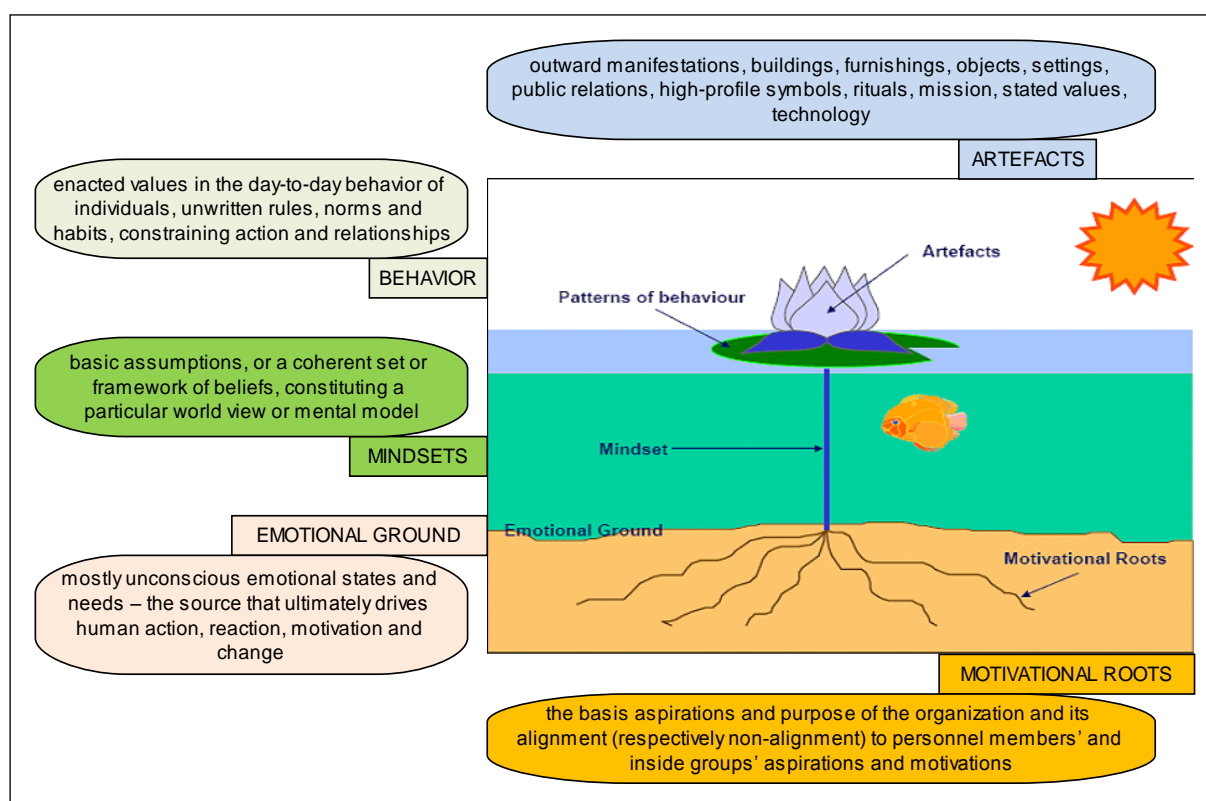 outward manifestations, buildings, furnishings, objects, settings,
public relations, high-profile symbols, rituals, mission, stated values,
technology
ARTEFACTS
enacted values in the day-to-day behavior of
individuals, unwritten rules, norms and
habits, constraining action and relationships
BEHAVIOR
Artefacts
Patterns of behaviour
basic assumptions, or a coherent set or
framework of beliefs, constituting a
particular world view or mental model
MINDSETS
Mindset
EMOTIONAL GROUND
Emotional Ground
mostly unconscious emotional states and
needs – the source that ultimately drives
human action, reaction, motivation and
change
Motivational Roots
MOTIVATIONAL ROOTS
the basis aspirations and purpose of the organization and its
alignment (respectively non-alignment) to personnel members' and
inside groups' aspirations and motivations